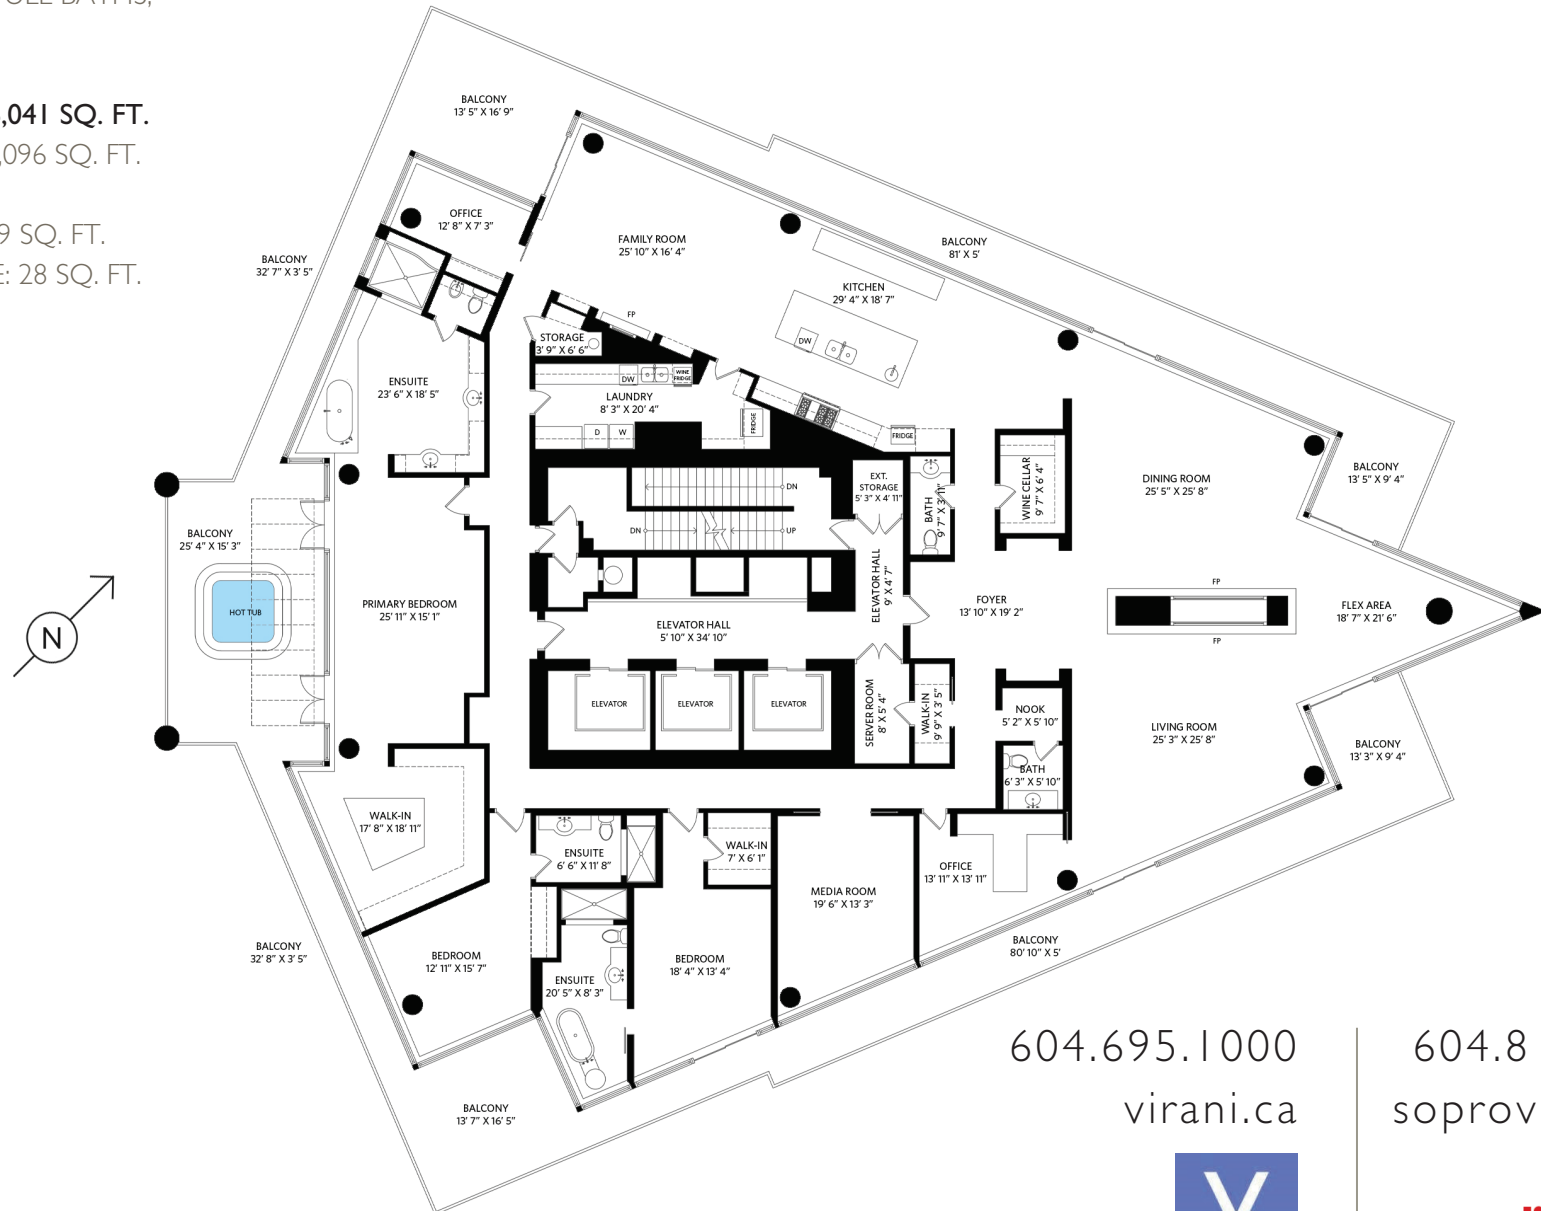 ,041 SQ. FT.
,096 SQ. FT.
9 SQ. FT.
E: 28 SQ. FT.
BALCONY
13' 5" X 16' 9"
OFFICE
12' 8" X 7' 3"
FAMILY ROOM
25' 10" X 16' 4"
BALCONY
81' X 5'
BALCONY
32' 7" X 3' 5"
KITCHEN
29' 4" X 18' 7"
FP
STORAGE
3' 9" X 6' 6"
DW
DW
WINE
FRIDGE
ENSUITE
23' 6" X 18' 5"
LAUNDRY
8' 3" X 20' 4"
D
W
FRIDGE
FRIDGE
BALCONY
13' 5" X 9' 4"
DINING ROOM
25' 5" X 25' 8"
WINE CELLAR
9' 7" X 6' 4"
EXT.
STORAGE
5' 3" X 4' 11"
BATH
9' 7" X 3' 11"
DN
DN
UP
BALCONY
25' 4" X 15' 3"
HOT TUB
N
PRIMARY BEDROOM
25' 11" X 15' 1"
ELEVATOR HALL
9' X 4' 7"
ELEVATOR HALL
5' 10" X 34' 10"
FOYER
13' 10" X 19' 2"
FP
FP
FLEX AREA
18' 7" X 21' 6"
ELEVATOR
ELEVATOR
ELEVATOR
SERVER ROOM
8' X 5' 4"
WALK-IN
9' 9" X 3' 5"
NOOK
5' 2" X 5' 10"
LIVING ROOM
25' 3" X 25' 8"
BALCONY
13' 3" X 9' 4"
BATH
6' 3" X 5' 10"
WALK-IN
17' 8" X 18' 11"
ENSUITE
6' 6" X 11' 8"
WALK-IN
7' X 6' 1"
OFFICE
13' 11" X 13' 11"
MEDIA ROOM
19' 6" X 13' 3"
BALCONY
32' 8" X 3' 5"
BEDROOM
12' 11" X 15' 7"
BEDROOM
18' 4" X 13' 4"
ENSUITE
20' 5" X 8' 3"
BALCONY
80' 10" X 5'
BALCONY
13' 7" X 16' 5"
604.695.1000
virani.ca
V
604.8
soprov